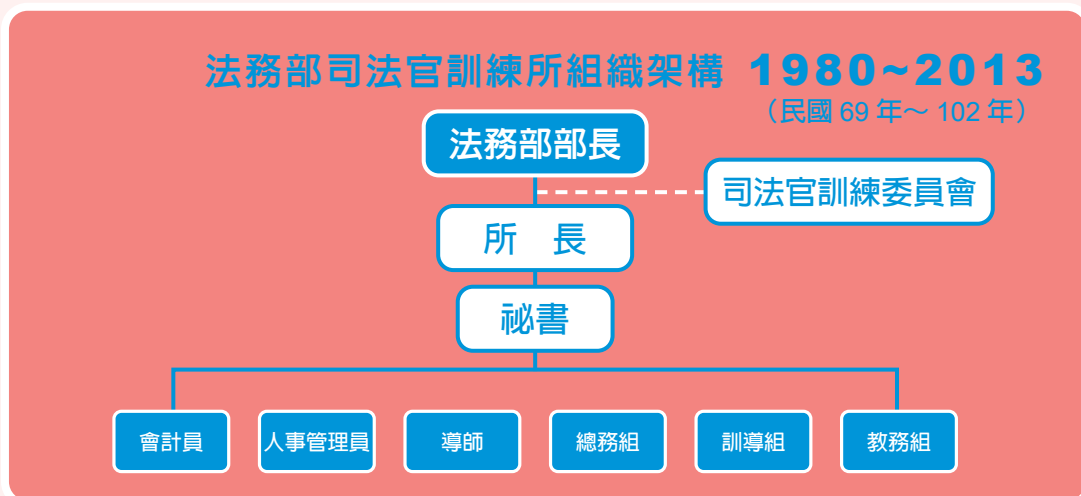 法務部司法官訓練所組織架構 1980~2013
（民國 69 年～ 102 年）
法務部部長
司法官訓練委員會
所 長
祕書
會計員 人事管理員 導師 總務組 訓導組 教務組